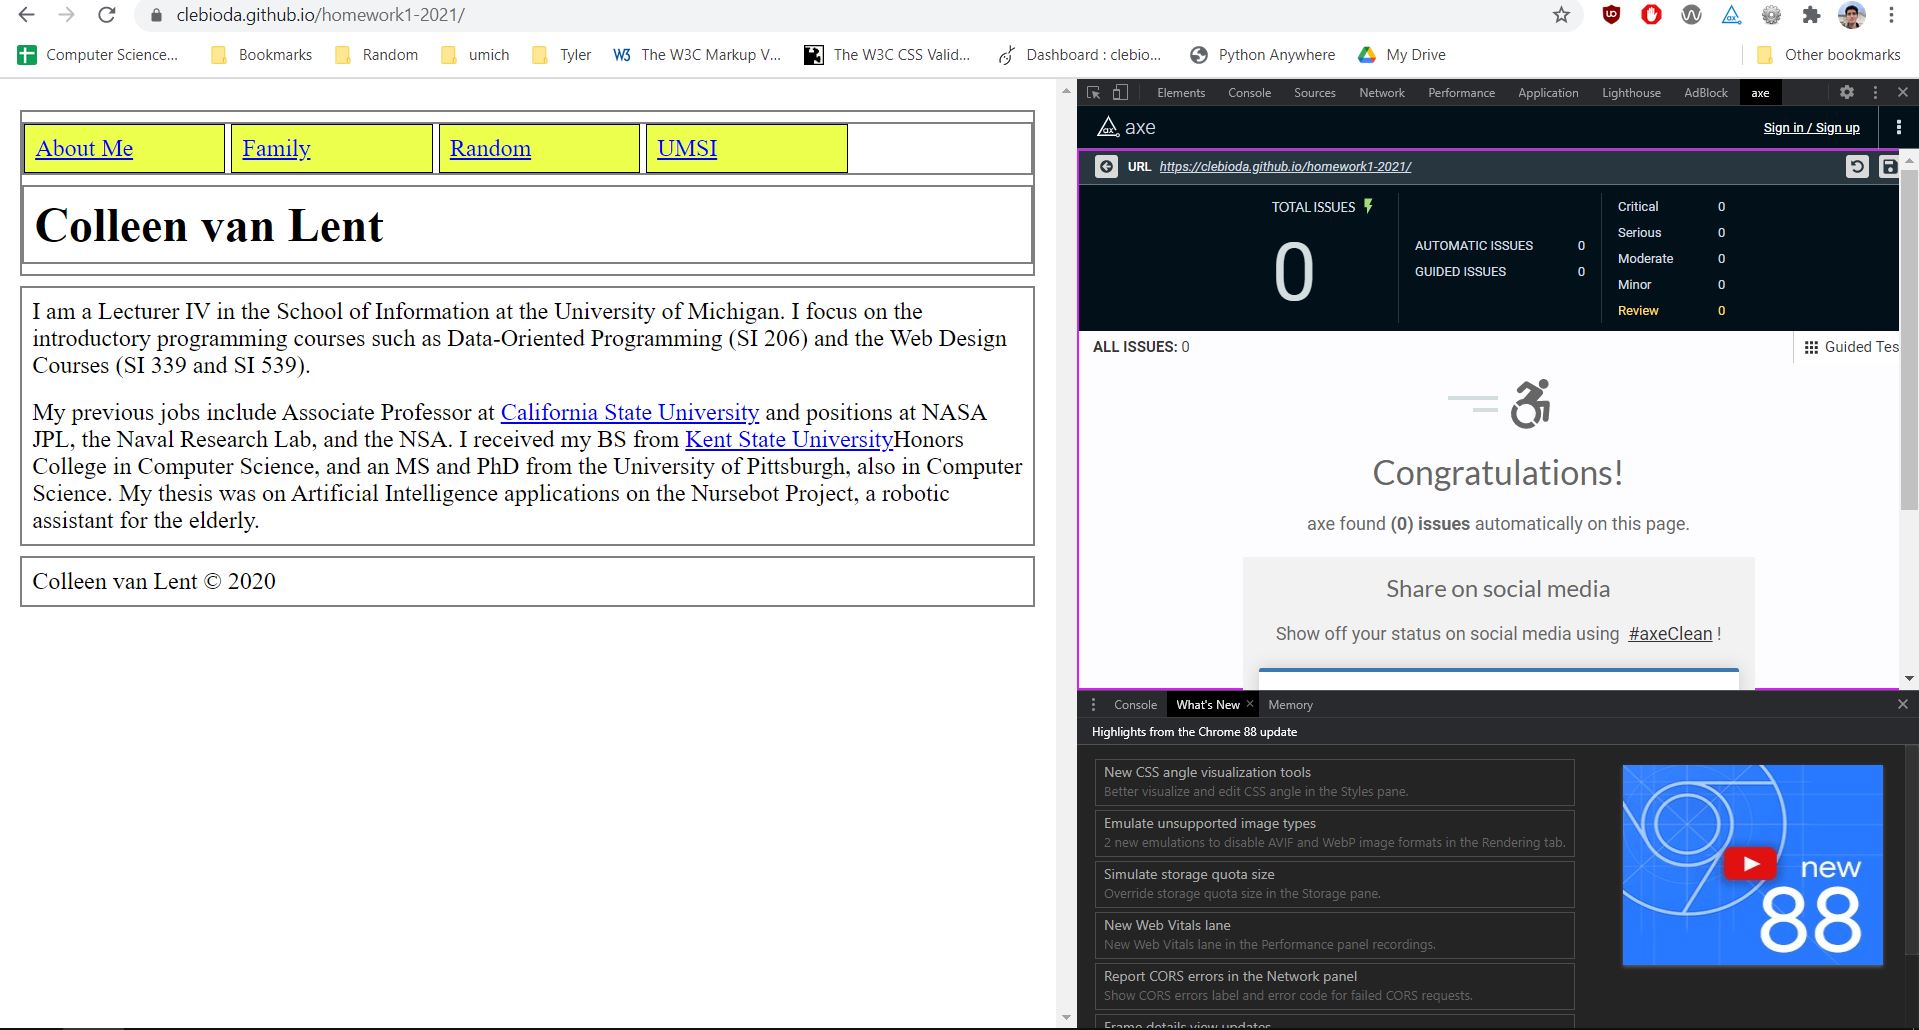 clebioda.github.io/homework1-2021/
Computer Science... Bookmarks Random umich Tyler W3 The W3C Markup V... The W3C CSS Valid... Dashboard : clebio... Python Anywhere My Drive Other bookmarks
About Me Family Random UMSI
Colleen van Lent
I am a Lecturer IV in the School of Information at the University of Michigan. I focus on the
introductory programming courses such as Data-Oriented Programming (SI 206) and the Web Design
Courses (SI 339 and SI 539).
My previous jobs include Associate Professor at California State University and positions at NASA
JPL, the Naval Research Lab, and the NSA. I received my BS from Kent State UniversityHonors
College in Computer Science, and an MS and PhD from the University of Pittsburgh, also in Computer
Science. My thesis was on Artificial Intelligence applications on the Nursebot Project, a robotic
assistant for the elderly.
Colleen van Lent © 2020
Elements Console Sources Network Performance Application Lighthouse AdBlock axe
axe
Sign in / Sign up
URL https://clebioda.github.io/homework1-2021/
TOTAL ISSUES
0
AUTOMATIC ISSUES 0
GUIDED ISSUES 0
Critical 0
Serious 0
Moderate 0
Minor 0
Review 0
ALL ISSUES: 0
Guided Tes
Congratulations!
axe found (0) issues automatically on this page.
Share on social media
Show off your status on social media using #axeClean !
Console What's New Memory
Highlights from the Chrome 88 update
New CSS angle visualization tools
Better visualize and edit CSS angle in the Styles pane.
Emulate unsupported image types
2 new emulations to disable AVIF and WebP image formats in the Rendering tab.
Simulate storage quota size
Override storage quota size in the Storage pane.
New Web Vitals lane
New Web Vitals lane in the Performance panel recordings.
Report CORS errors in the Network panel
Show CORS errors label and error code for failed CORS requests.
Frame details view updates
new
88